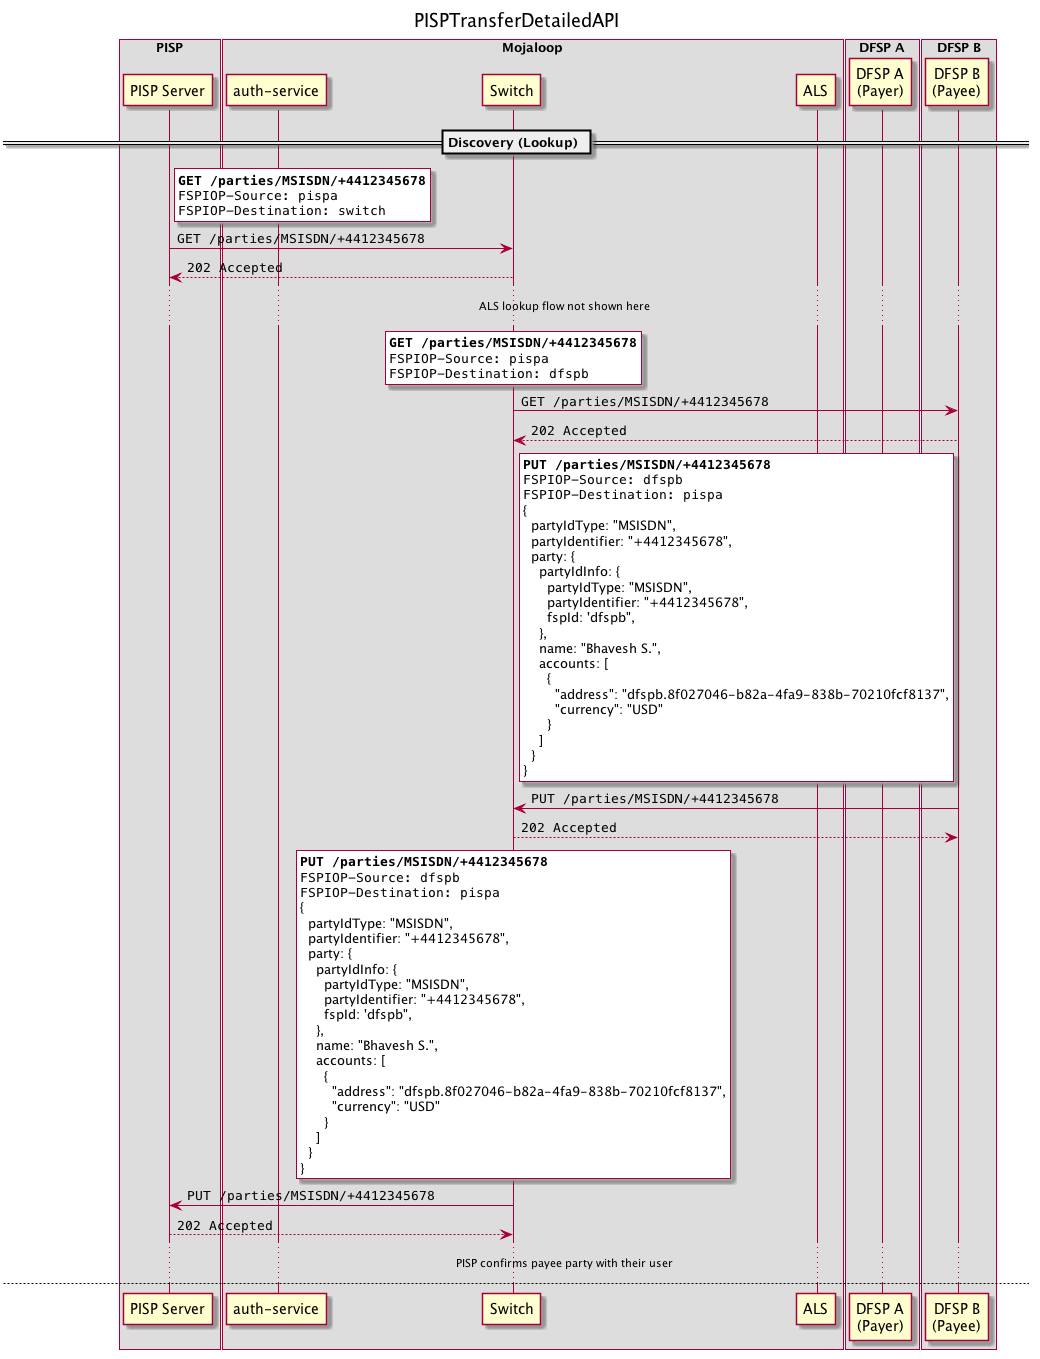 PISPTransferDetailedAPI
PISP
Mojaloop
DFSP A
DFSP B
PISP Server
auth-service
Switch
ALS
DFSP A
(Payer)
DFSP B
(Payee)
Discovery (Lookup)
GET /parties/MSISDN/+4412345678
FSPIOP-Source: pispa
FSPIOP-Destination: switch
GET /parties/MSISDN/+4412345678
202 Accepted
ALS lookup flow not shown here
GET /parties/MSISDN/+4412345678
FSPIOP-Source: pispa
FSPIOP-Destination: dfspb
GET /parties/MSISDN/+4412345678
202 Accepted
PUT /parties/MSISDN/+4412345678
FSPIOP-Source: dfspb
FSPIOP-Destination: pispa
{
partyIdType: "MSISDN",
partyIdentifier: "+4412345678",
party: {
partyIdInfo: {
partyIdType: "MSISDN",
partyIdentifier: "+4412345678",
fspId: 'dfspb",
},
name: "Bhavesh S.",
accounts: [
{
"address": "dfspb.8f027046-b82a-4fa9-838b-70210fcf8137",
"currency": "USD"
}
]
}
}
PUT /parties/MSISDN/+4412345678
202 Accepted
PUT /parties/MSISDN/+4412345678
FSPIOP-Source: dfspb
FSPIOP-Destination: pispa
{
partyIdType: "MSISDN",
partyIdentifier: "+4412345678",
party: {
partyIdInfo: {
partyIdType: "MSISDN",
partyIdentifier: "+4412345678",
fspId: 'dfspb",
},
name: "Bhavesh S.",
accounts: [
{
"address": "dfspb.8f027046-b82a-4fa9-838b-70210fcf8137",
"currency": "USD"
}
]
}
}
PUT /parties/MSISDN/+4412345678
202 Accepted
PISP confirms payee party with their user
PISP Server
auth-service
Switch
ALS
DFSP A
(Payer)
DFSP B
(Payee)